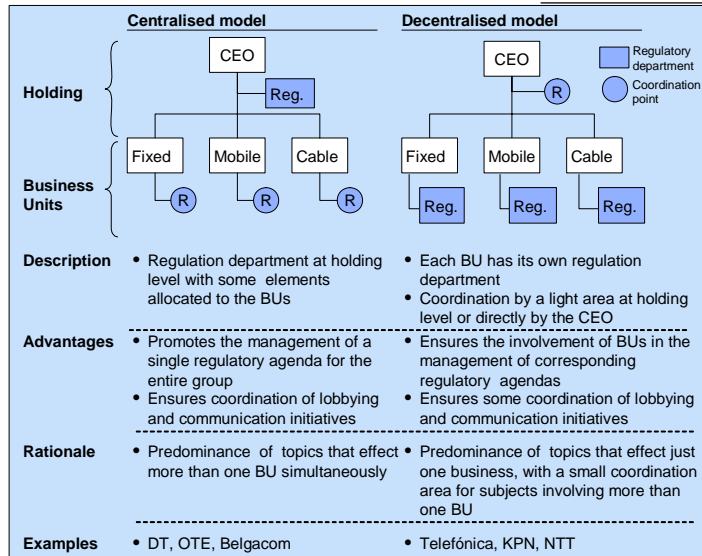 Centralised model
Decentralised model
Holding
CEO
Reg.
CEO
R
Regulatory
department
Coordination
point
Business
Units
Fixed
Mobile
Cable
R
R
R
Fixed
Mobile
Cable
Reg.
Reg.
Reg.
Description
• Regulation department at holding
level with some elements
allocated to the BUs
• Each BU has its own regulation
department
• Coordination by a light area at holding
level or directly by the CEO
Advantages
• Promotes the management of a
single regulatory agenda for the
entire group
• Ensures coordination of lobbying
and communication initiatives
• Ensures the involvement of BUs in the
management of corresponding
regulatory agendas
• Ensures some coordination of lobbying
and communication initiatives
Rationale
• Predominance of topics that effect
more than one BU simultaneously
• Predominance of topics that effect just
one business, with a small coordination
area for subjects involving more than
one BU
Examples
• DT, OTE, Belgacom
• Telefónica, KPN, NTT